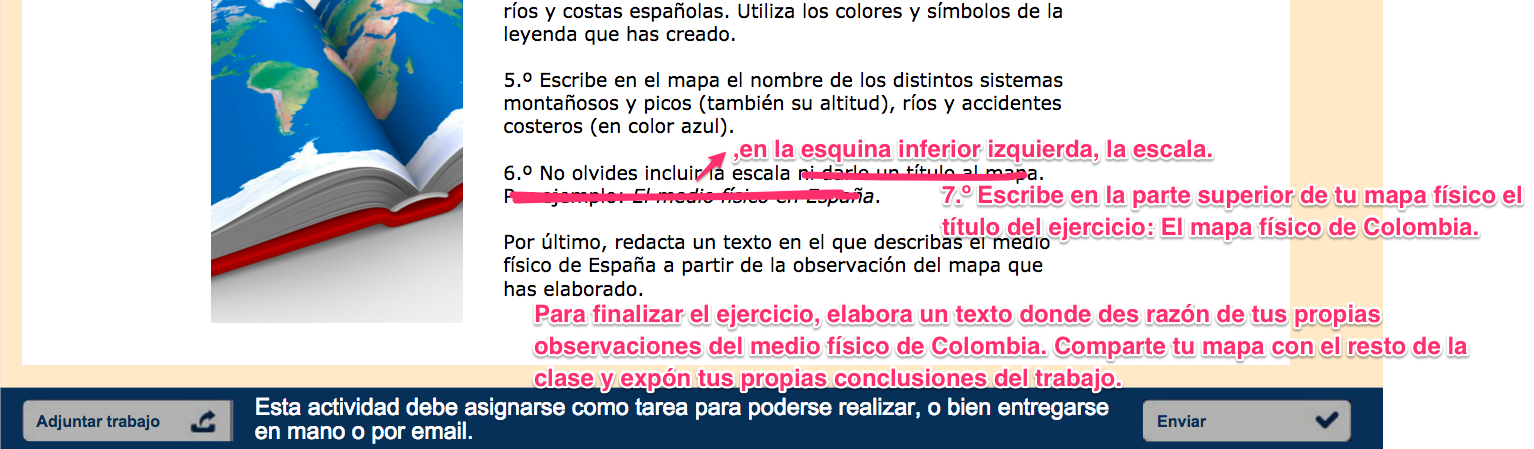 ríos y costas españolas. Utiliza los colores y símbolos de la
leyenda que has creado.
5.º Escribe en el mapa el nombre de los distintos sistemas
montañosos y picos (también su altitud), ríos y accidentes
costeros (en color azul).
,en la esquina inferior izquierda, la escala.
6.º No olvides incluir la escala ni darle un título al mapa.
Por ejemplo: El medio físico en España.
7.º Escribe en la parte superior de tu mapa físico el
título del ejercicio: El mapa físico de Colombia.
Por último, redacta un texto en el que describas el medio
físico de España a partir de la observación del mapa que
has elaborado.
Para finalizar el ejercicio, elabora un texto donde des razón de tus propias
observaciones del medio físico de Colombia. Comparte tu mapa con el resto de la
clase y expón tus propias conclusiones del trabajo.
Adjuntar trabajo
Esta actividad debe asignarse como tarea para poderse realizar, o bien entregarse
en mano o por email.
Enviar